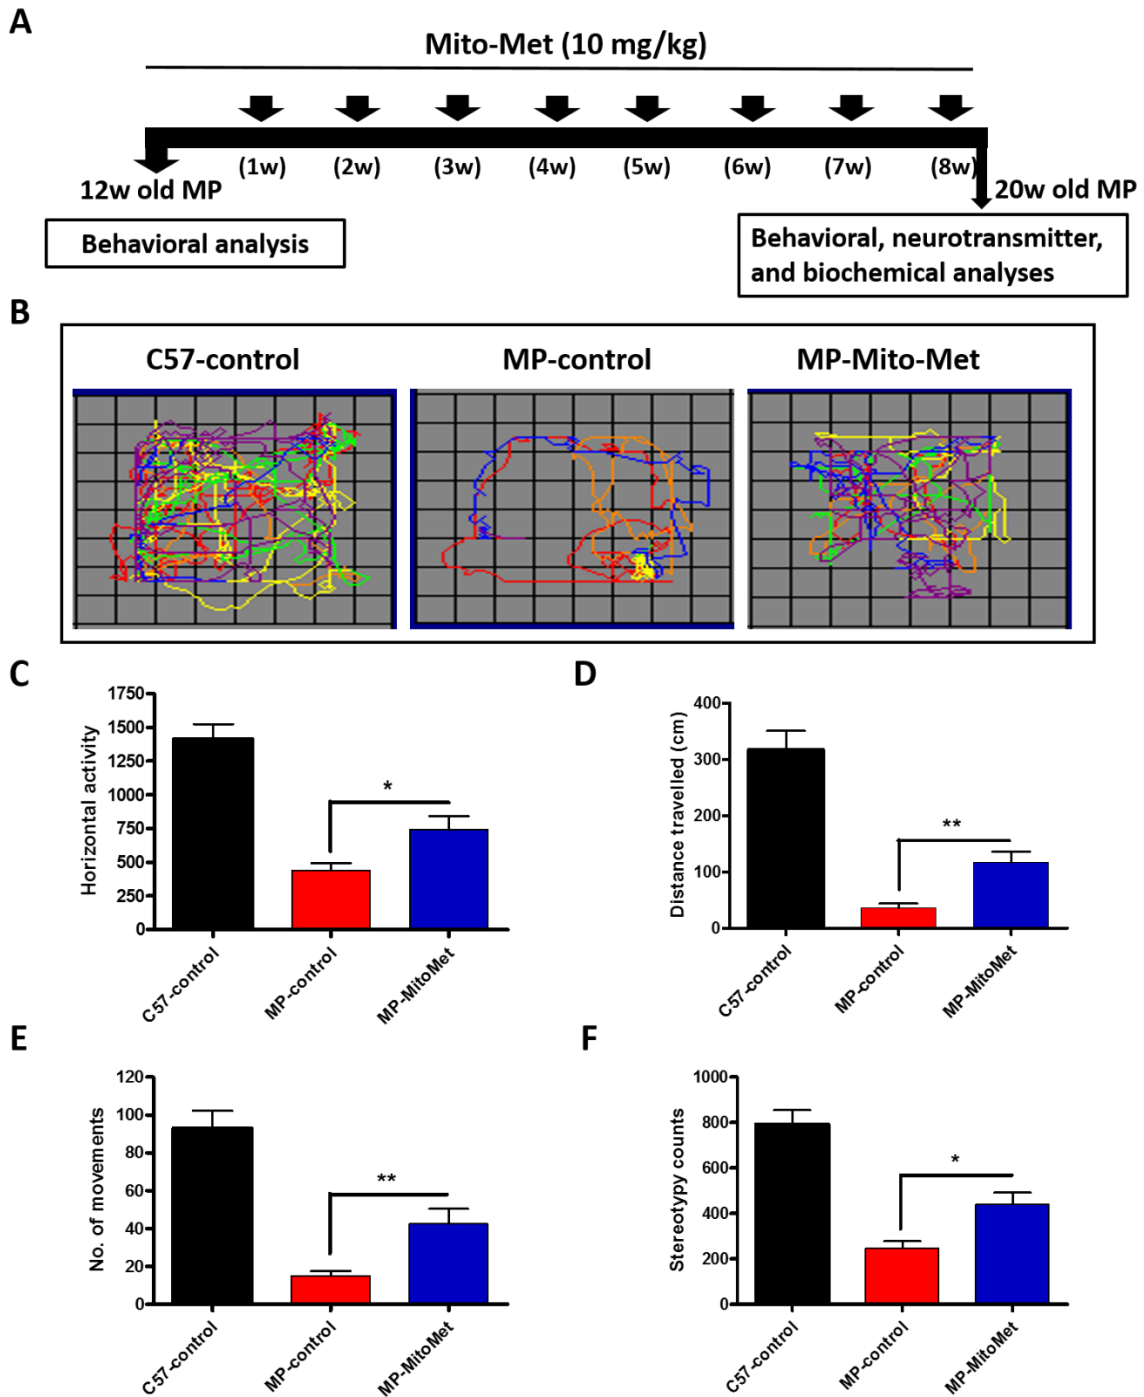 A
Mito-Met (10 mg/kg)
(1w) (2w) (3w) (4w) (5w) (6w) (7w) (8w)
12w old MP
20w old MP
Behavioral analysis
Behavioral, neurotransmitter,
and biochemical analyses
B
C57-control MP-control MP-Mito-Met
C
Horizontal activity
1750
1500
1250
1000
750
500
250
0
*
C57-control
MP-control
MP-MitoMet
D
Distance travelled (cm)
400
300
200
100
0
**
C57-control
MP-control
MP-MitoMet
E
No. of movements
120
100
80
60
40
20
0
**
C57-control
MP-control
MP-MitoMet
F
Stereotypy counts
1000
800
600
400
200
0
*
C57-control
MP-control
MP-MitoMet